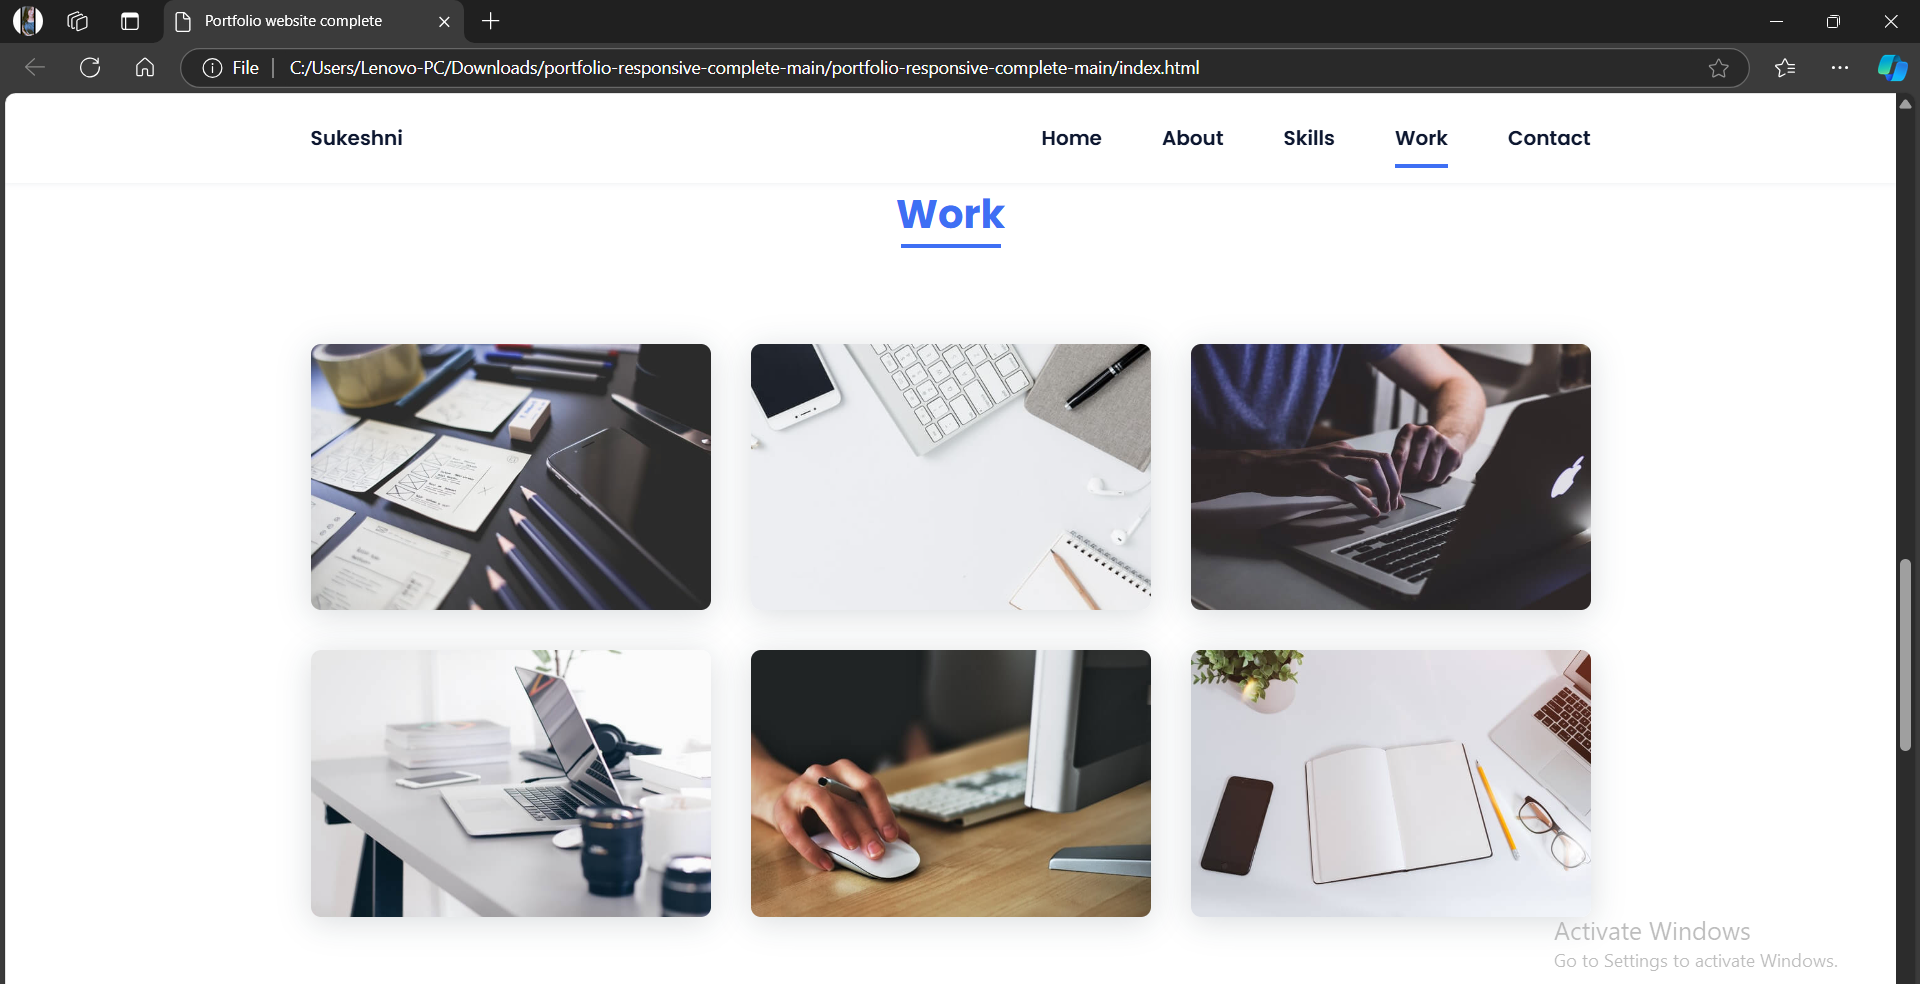 Portfolio website complete
File
C:/Users/Lenovo-PC/Downloads/portfolio-responsive-complete-main/portfolio-responsive-complete-main/index.html
Sukeshni
Home About Skills Work Contact
Work
Activate Windows
Go to Settings to activate Windows.